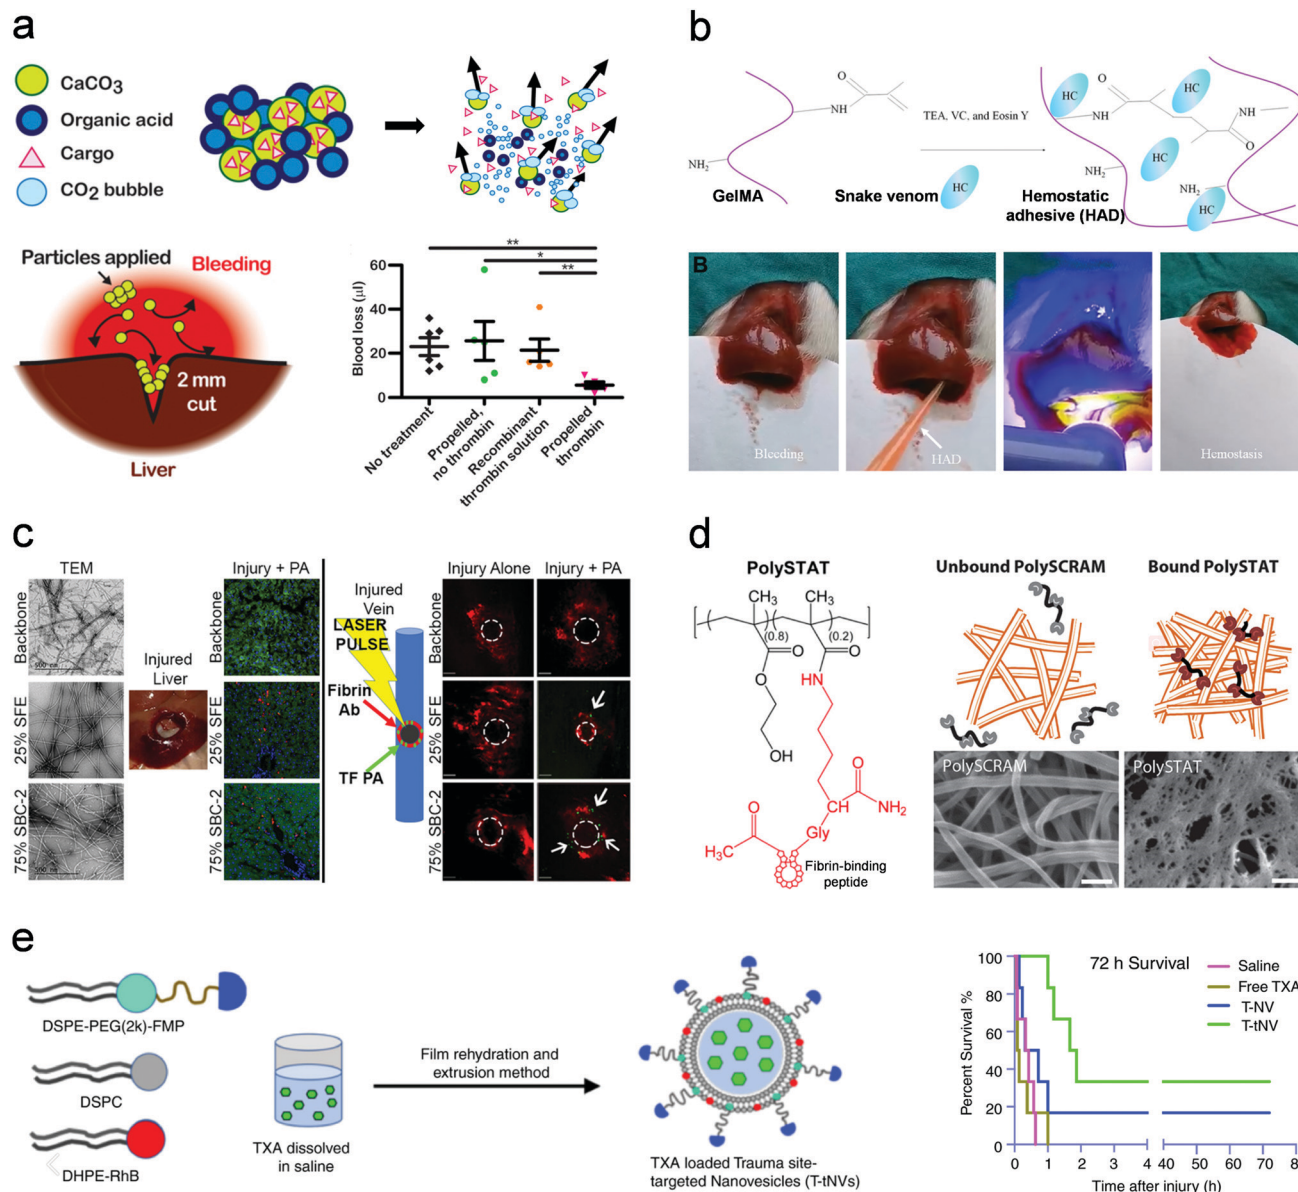 a
CaCO3
Organic acid
Cargo
CO2 bubble
Particles applied
Bleeding
2 mm
cut
Liver
Blood loss (µl)
60
40
20
0
**
*
**
No treatment
Propelled,
no thrombin
Recombinant
thrombin solution
Propelled
thrombin
b
O
NH
NH2
GelMA
TEA, VC, and Eosin Y
Snake venom
HC
Hemostatic
adhesive (HAD)
HC
HC
HC
HC
O
NH
NH
O
NH2
NH2
B
Bleeding
HAD
Hemostasis
c
TEM
Injury + PA
Injury Alone
Injury + PA
Backbone
25% SFE
75% SBC-2
500 nm
500 nm
Injured
Liver
Backbone
25% SFE
75% SBC-2
Injured
Vein
LASER
PULSE
Fibrin
Ab
TF PA
Backbone
25% SFE
75% SBC-2
d
PolySTAT
CH3
CH3
(0.8)
(0.2)
O
O
O
HN
OH
O
CH
NH2
O
Gly
H3C
Fibrin-binding
peptide
Unbound PolySCRAM
Bound PolySTAT
PolySCRAM
PolySTAT
e
DSPE-PEG(2k)-FMP
DSPC
DHPE-RhB
TXA dissolved
in saline
Film rehydration and
extrusion method
TXA loaded Trauma site-
targeted Nanovesicles (T-tNVs)
72 h Survival
Saline
Free TXA
T-NV
T-tNV
Percent Survival %
100
80
60
40
20
0
0 1 2 3 4 40 50 60 70 80
Time after injury (h)